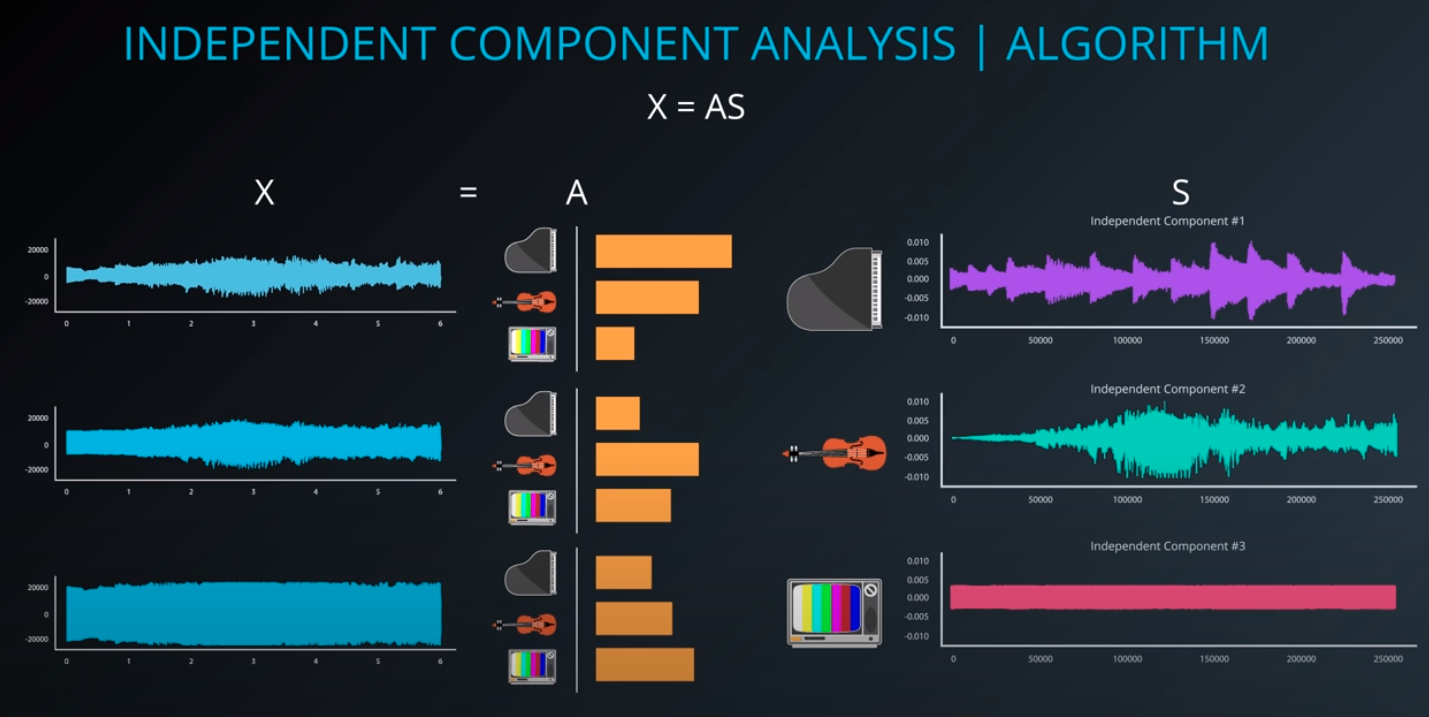 INDEPENDENT COMPONENT ANALYSIS | ALGORITHM
X = AS
X = A S
Independent Component #1
20000
0
-20000
0 1 2 3 4 5 6
0.010
0.005
0.000
-0.005
-0.010
0 50000 100000 150000 200000 250000
Independent Component #2
20000
0
-20000
0 1 2 3 4 5 6
0.010
0.005
0.000
-0.005
-0.010
0 50000 100000 150000 200000 250000
Independent Component #3
20000
0
-20000
0 1 2 3 4 5 6
0.010
0.005
0.000
-0.005
-0.010
0 50000 100000 150000 200000 250000